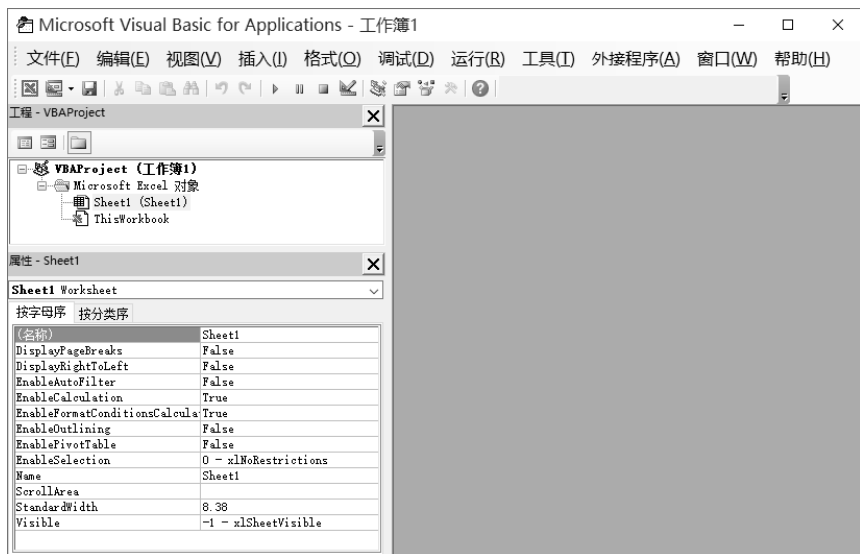 Microsoft Visual Basic for Applications - 工作簿1
文件(F) 编辑(E) 视图(V) 插入(I) 格式(O) 调试(D) 运行(R) 工具(T) 外接程序(A) 窗口(W) 帮助(H)
工程 - VBAProject
VBAProject (工作簿1)
Microsoft Excel 对象
Sheet1 (Sheet1)
ThisWorkbook
属性 - Sheet1
Sheet1 Worksheet
按字母序 按分类序
(名称) Sheet1
DisplayPageBreaks False
DisplayRightToLeft False
EnableAutoFilter False
EnableCalculation True
EnableFormatConditionsCalcula True
EnableOutlining False
EnablePivotTable False
EnableSelection 0 - xlNoRestrictions
Name Sheet1
ScrollArea
StandardWidth 8.38
Visible -1 - xlSheetVisible